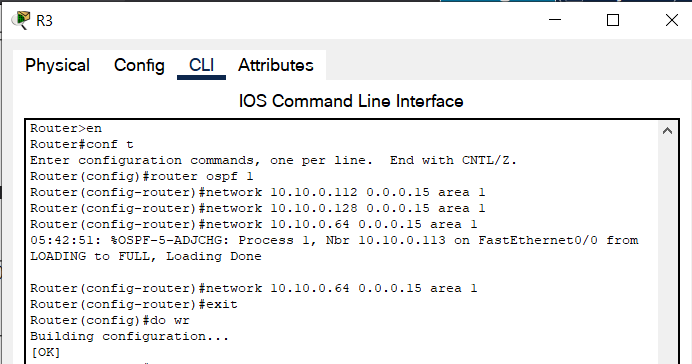 R3
Physical Config CLI Attributes
IOS Command Line Interface
Router>en
Router#conf t
Enter configuration commands, one per line.  End with CNTL/Z.
Router(config)#router ospf 1
Router(config-router)#network 10.10.0.112 0.0.0.15 area 1
Router(config-router)#network 10.10.0.128 0.0.0.15 area 1
Router(config-router)#network 10.10.0.64 0.0.0.15 area 1
05:42:51: %OSPF-5-ADJCHG: Process 1, Nbr 10.10.0.113 on FastEthernet0/0 from
LOADING to FULL, Loading Done
Router(config-router)#network 10.10.0.64 0.0.0.15 area 1
Router(config-router)#exit
Router(config)#do wr
Building configuration...
[OK]